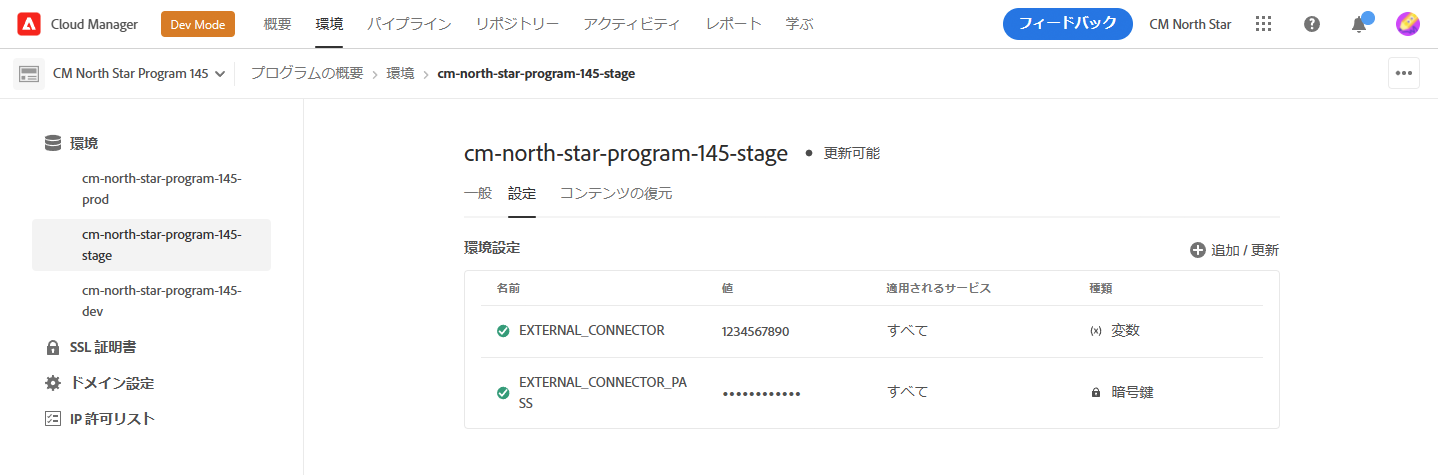 Cloud Manager Dev Mode 概要 環境 パイプライン リポジトリー アクティビティ レポート 学ぶ フィードバック CM North Star
CM North Star Program 145 プログラムの概要 > 環境 > cm-north-star-program-145-stage
環境
cm-north-star-program-145-
prod
cm-north-star-program-145-
stage
cm-north-star-program-145-
dev
SSL 証明書
ドメイン設定
IP 許可リスト
cm-north-star-program-145-stage ● 更新可能
一般 設定 コンテンツの復元
環境設定 追加 / 更新
名前 値 適用されるサービス 種類
EXTERNAL_CONNECTOR 1234567890 すべて (x) 変数
EXTERNAL_CONNECTOR_PA
SS •••••••••••• すべて 暗号鍵